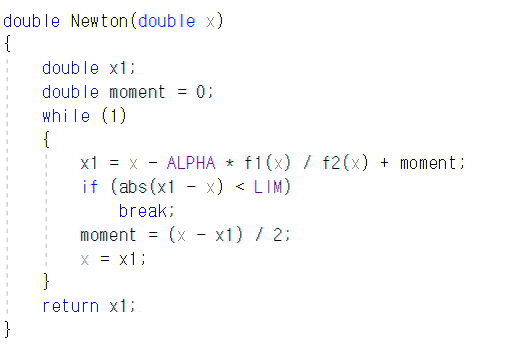 double Newton(double x)
{
    double x1;
    double moment = 0;
    while (1)
    {
        x1 = x - ALPHA * f1(x) / f2(x) + moment;
        if (abs(x1 - x) < LIM)
            break;
        moment = (x - x1) / 2;
        x = x1;
    }
    return x1;
}